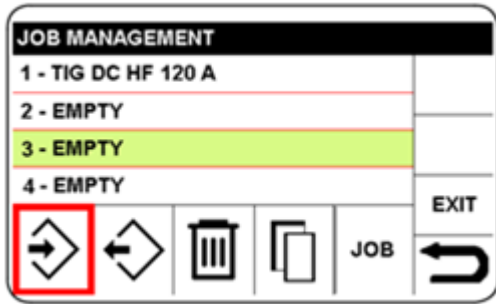 JOB MANAGEMENT
1 - TIG DC HF 120 A
2 - EMPTY
3 - EMPTY
4 - EMPTY
EXIT
JOB